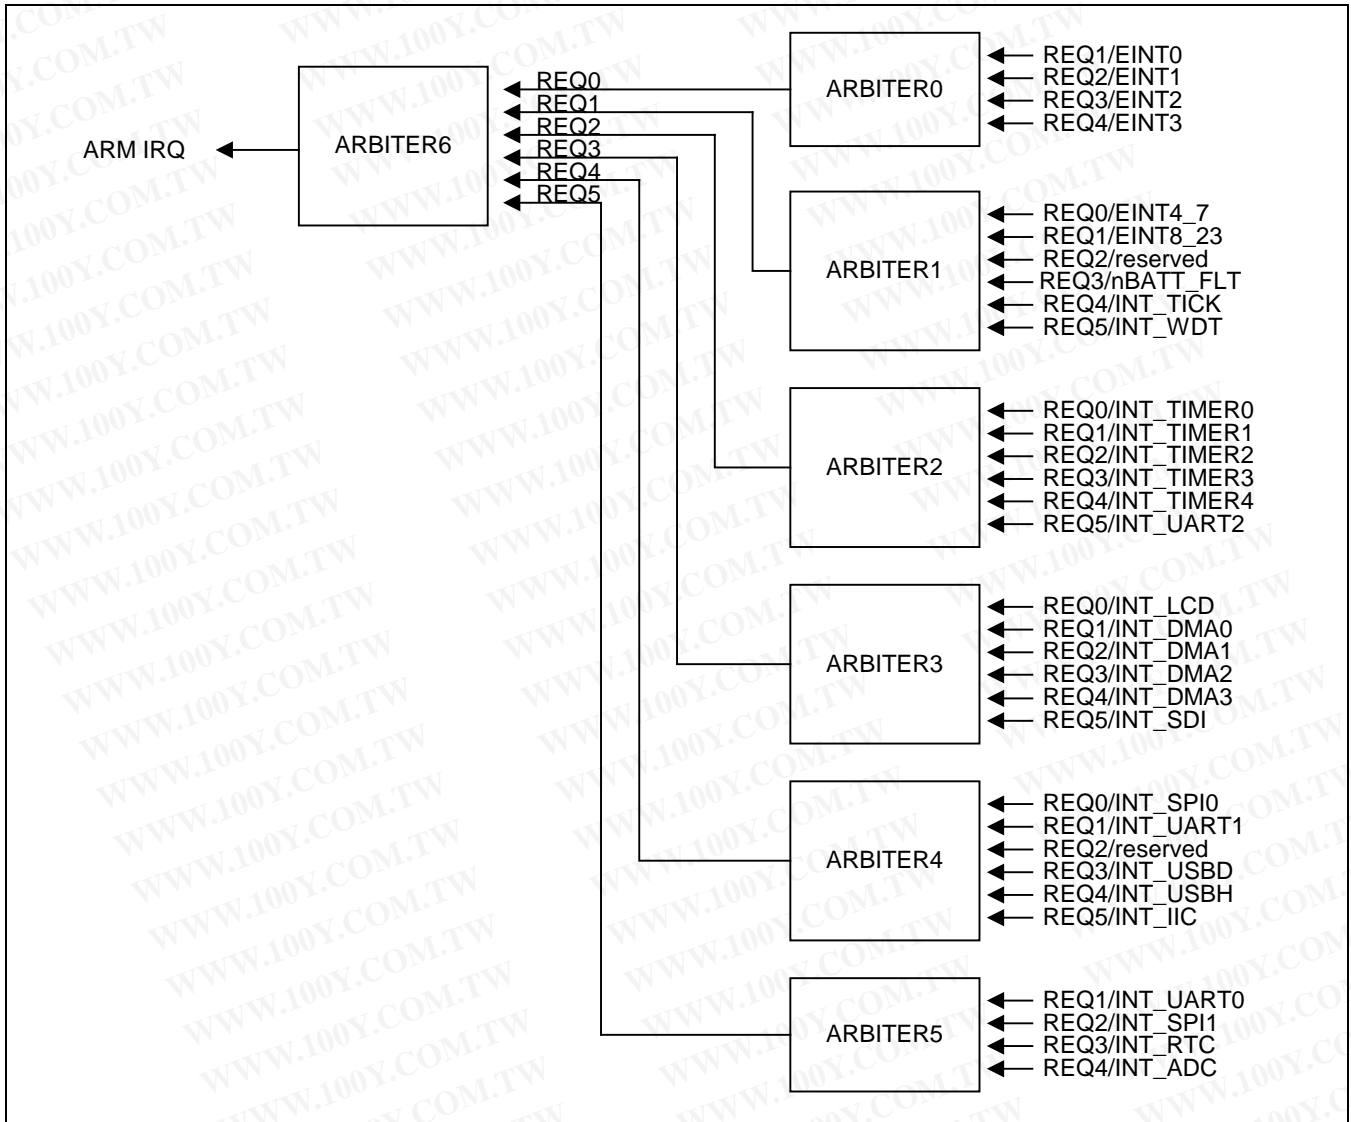 ARM IRQ
ARBITER6
REQ0
REQ1
REQ2
REQ3
REQ4
REQ5
ARBITER0
REQ1/EINT0
REQ2/EINT1
REQ3/EINT2
REQ4/EINT3
ARBITER1
REQ0/EINT4_7
REQ1/EINT8_23
REQ2/reserved
REQ3/nBATT_FLT
REQ4/INT_TICK
REQ5/INT_WDT
ARBITER2
REQ0/INT_TIMER0
REQ1/INT_TIMER1
REQ2/INT_TIMER2
REQ3/INT_TIMER3
REQ4/INT_TIMER4
REQ5/INT_UART2
ARBITER3
REQ0/INT_LCD
REQ1/INT_DMA0
REQ2/INT_DMA1
REQ3/INT_DMA2
REQ4/INT_DMA3
REQ5/INT_SDI
ARBITER4
REQ0/INT_SPI0
REQ1/INT_UART1
REQ2/reserved
REQ3/INT_USBD
REQ4/INT_USBH
REQ5/INT_IIC
ARBITER5
REQ1/INT_UART0
REQ2/INT_SPI1
REQ3/INT_RTC
REQ4/INT_ADC
WWW.100Y.COM.TW